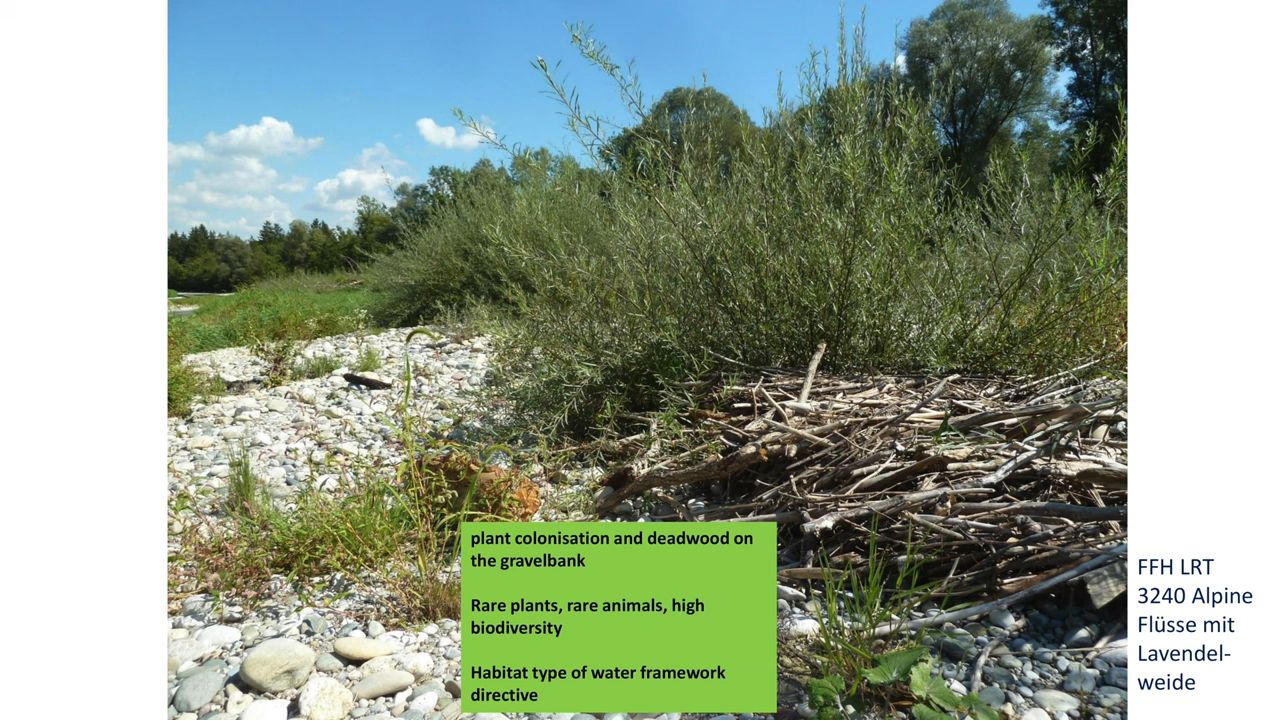 plant colonisation and deadwood on
the gravelbank
Rare plants, rare animals, high
biodiversity
Habitat type of water framework
directive
FFH LRT
3240 Alpine
Flüsse mit
Lavendel-
weide